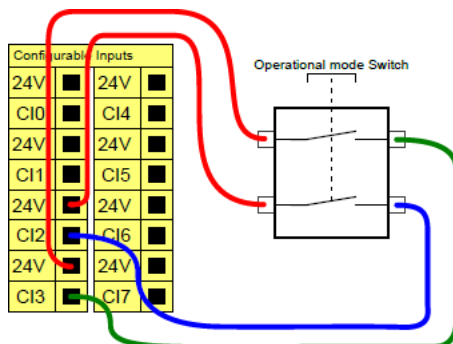 Configurable Inputs
Operational mode Switch
24V 24V
CI0 CI4
24V 24V
CI1 CI5
24V 24V
CI2 CI6
24V 24V
CI3 CI7